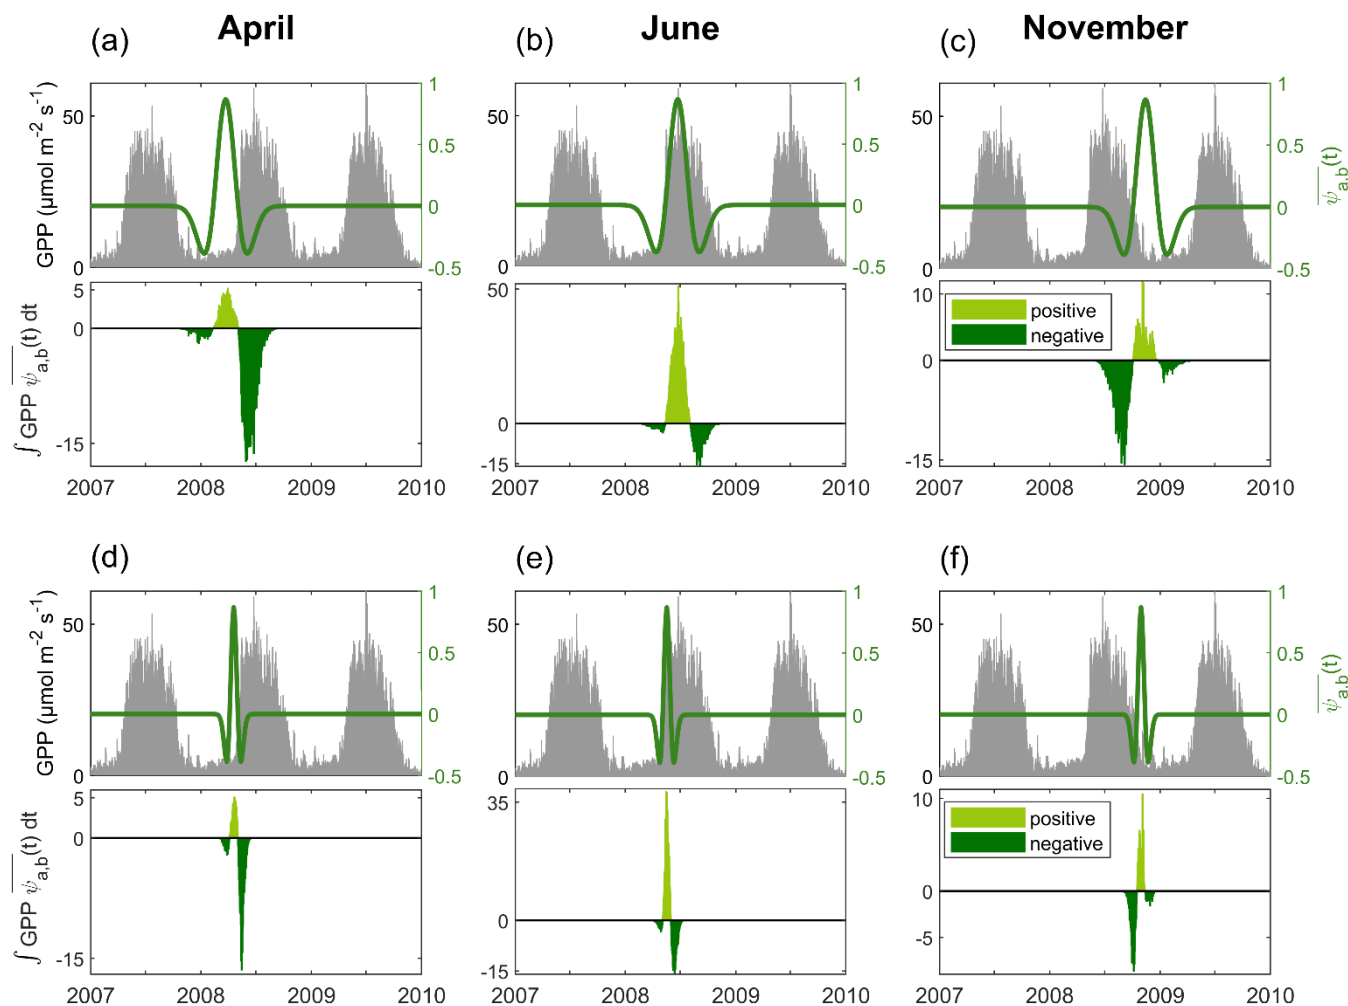 April June November
(a) (b) (c)
GPP (μmol m⁻² s⁻¹)
50
0
1
0.5
0
-0.5
50
0
1
0.5
0
-0.5
50
0
1
0.5
0
-0.5
ψa.b(t)
∫ GPP ψa,b(t) dt
5
0
-15
50
0
-15
10
0
-15
positive
negative
2007 2008 2009 2010
2007 2008 2009 2010
2007 2008 2009 2010
(d) (e) (f)
GPP (μmol m⁻² s⁻¹)
50
0
1
0.5
0
-0.5
50
0
1
0.5
0
-0.5
50
0
1
0.5
0
-0.5
ψa.b(t)
∫ GPP ψa,b(t) dt
5
0
-15
35
0
-15
10
0
-5
positive
negative
2007 2008 2009 2010
2007 2008 2009 2010
2007 2008 2009 2010